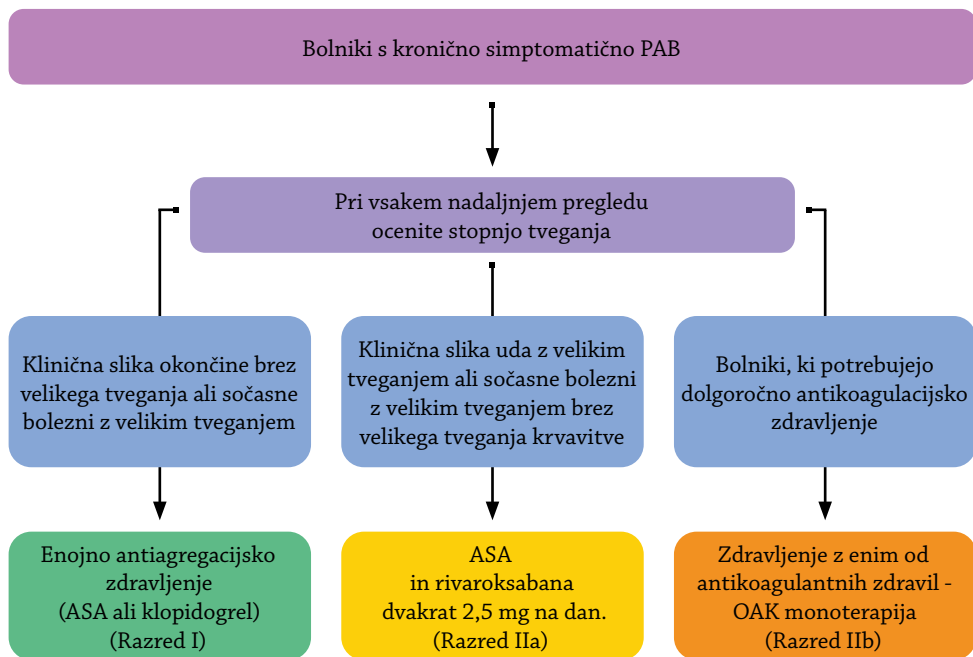 Bolniki s kronično simptomatično PAB
Pri vsakem nadaljnjem pregledu
ocenite stopnjo tveganja
Klinična slika okončine brez
velikega tveganja ali sočasne
bolezni z velikim tveganjem
Klinična slika uda z velikim
tveganjem ali sočasne bolezni
z velikim tveganjem brez
velikega tveganja krvavitve
Bolniki, ki potrebujejo
dolgoročno antikoagulacijsko
zdravljenje
Enojno antiagregacijsko
zdravljenje
(ASA ali klopidogrel)
(Razred I)
ASA
in rivaroksabana
dvakrat 2,5 mg na dan.
(Razred IIa)
Zdravljenje z enim od
antikoagulantnih zdravil -
OAK monoterapija
(Razred IIb)